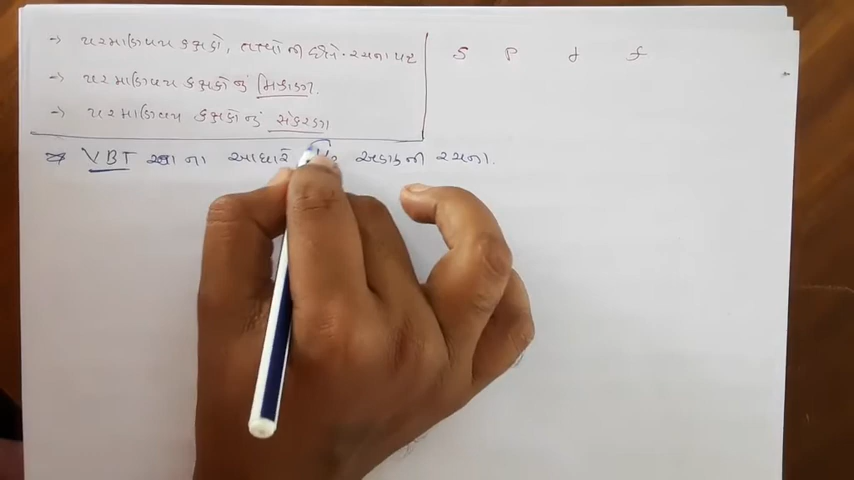 → પરમાણ્વીય કક્ષકો, તત્વોની ઈલે. રચના પર
→ પરમાણ્વીય કક્ષકોનું મિશ્રણ.
→ પરમાણ્વીય કક્ષકોનું સંકરણ
S P d f
* VBT ના આધારે H₂ અણુની રચના.